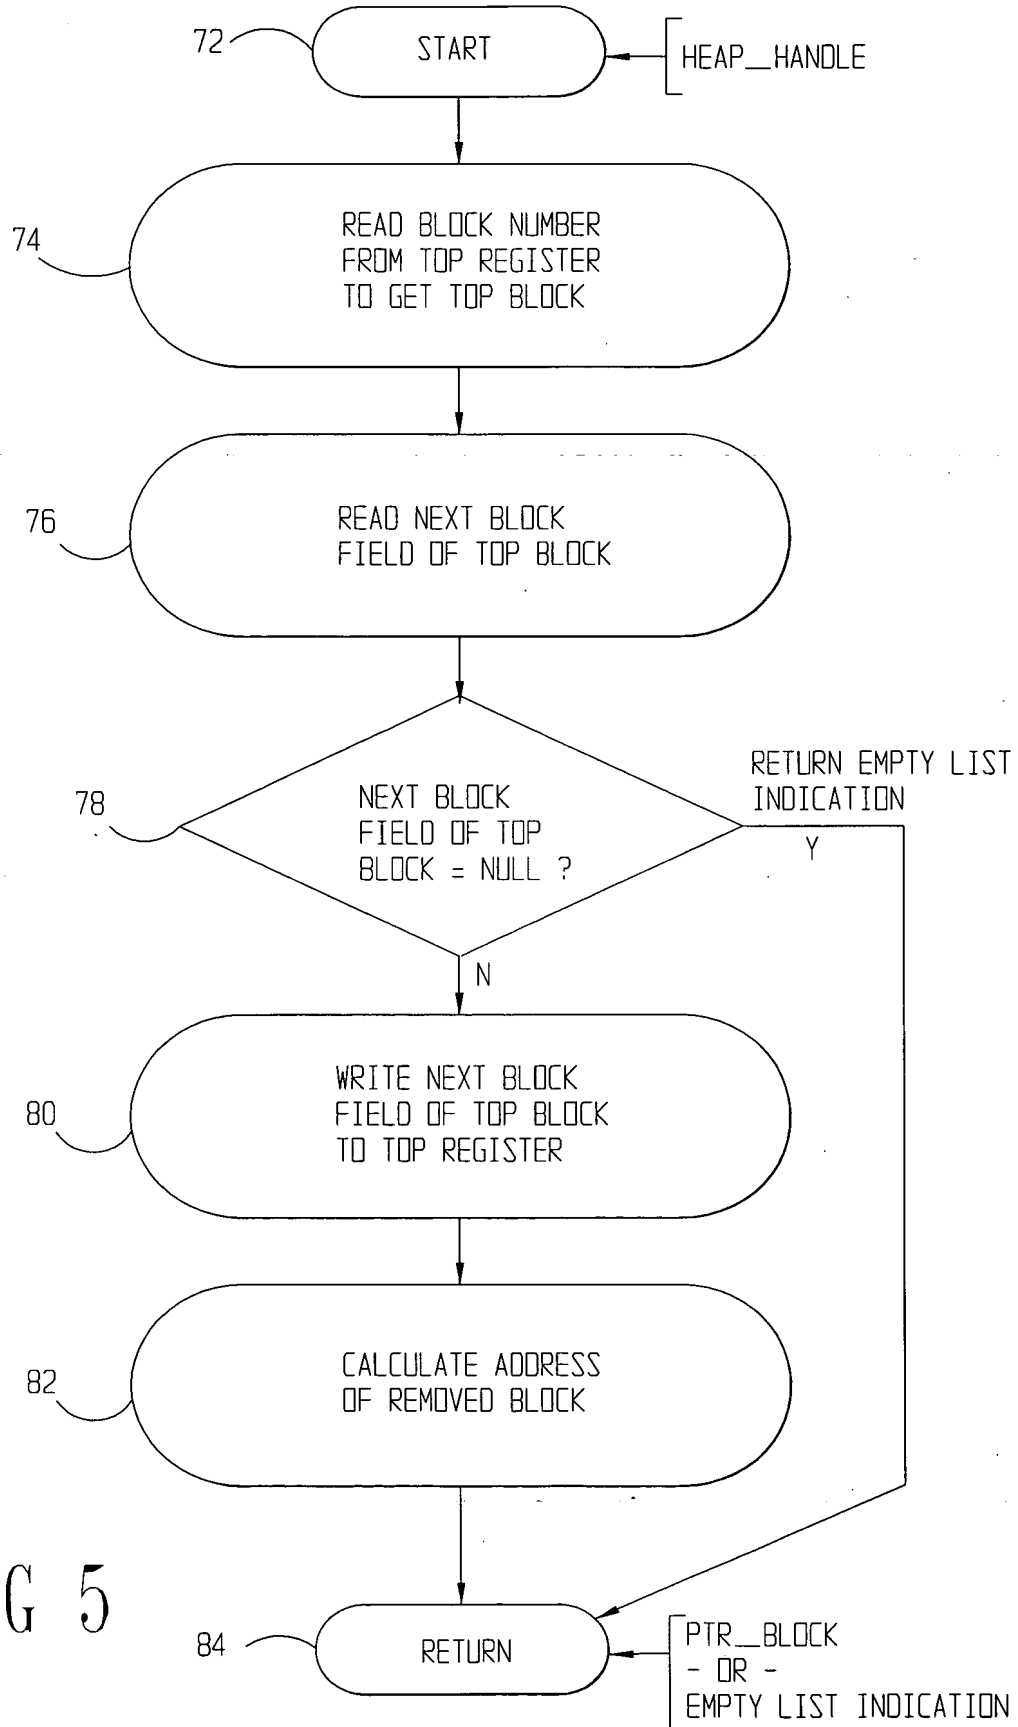 72
START
HEAP__HANDLE
74
READ BLOCK NUMBER
FROM TOP REGISTER
TO GET TOP BLOCK
76
READ NEXT BLOCK
FIELD OF TOP BLOCK
78
NEXT BLOCK
FIELD OF TOP
BLOCK = NULL ?
RETURN EMPTY LIST
INDICATION
Y
N
80
WRITE NEXT BLOCK
FIELD OF TOP BLOCK
TO TOP REGISTER
82
CALCULATE ADDRESS
OF REMOVED BLOCK
G 5
84
RETURN
PTR__BLOCK
- OR -
EMPTY LIST INDICATION